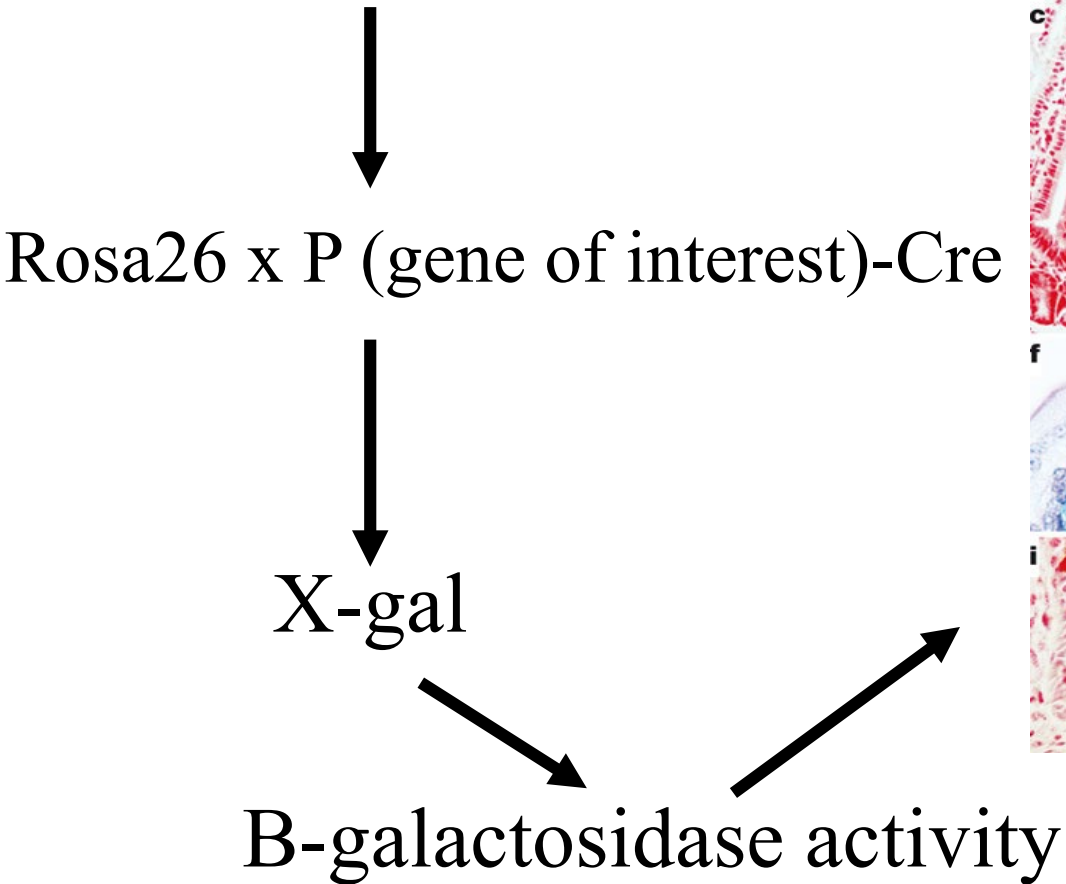 c
Rosa26 x P (gene of interest)-Cre
f
i
X-gal
B-galactosidase activity